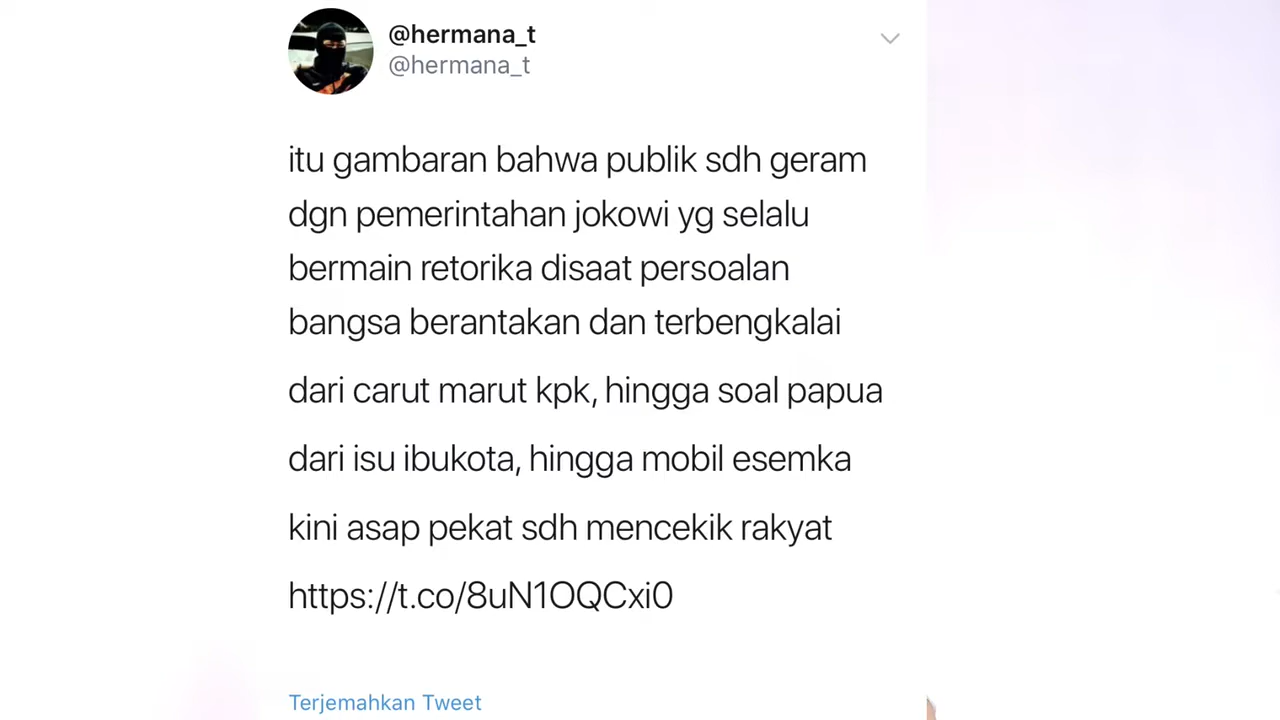 @hermana_t
@hermana_t
itu gambaran bahwa publik sdh geram
dgn pemerintahan jokowi yg selalu
bermain retorika disaat persoalan
bangsa berantakan dan terbengkalai
dari carut marut kpk, hingga soal papua
dari isu ibukota, hingga mobil esemka
kini asap pekat sdh mencekik rakyat
https://t.co/8uN1OQCxi0
Terjemahkan Tweet